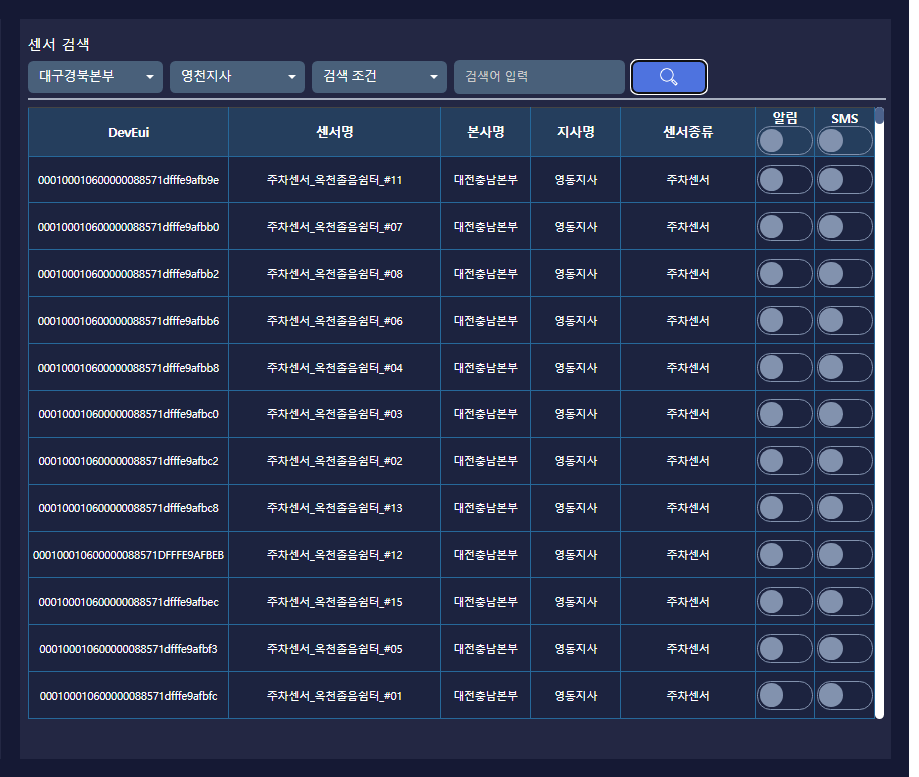 센서 검색
대구경북본부 영천지사 검색 조건 검색어 입력
DevEui 센서명 본사명 지사명 센서종류 알림 SMS
000100010600000088571dfffe9afb9e 주차센서_옥천졸음쉼터_#11 대전충남본부 영동지사 주차센서
000100010600000088571dfffe9afbb0 주차센서_옥천졸음쉼터_#07 대전충남본부 영동지사 주차센서
000100010600000088571dfffe9afbb2 주차센서_옥천졸음쉼터_#08 대전충남본부 영동지사 주차센서
000100010600000088571dfffe9afbb6 주차센서_옥천졸음쉼터_#06 대전충남본부 영동지사 주차센서
000100010600000088571dfffe9afbb8 주차센서_옥천졸음쉼터_#04 대전충남본부 영동지사 주차센서
000100010600000088571dfffe9afbc0 주차센서_옥천졸음쉼터_#03 대전충남본부 영동지사 주차센서
000100010600000088571dfffe9afbc2 주차센서_옥천졸음쉼터_#02 대전충남본부 영동지사 주차센서
000100010600000088571dfffe9afbc8 주차센서_옥천졸음쉼터_#13 대전충남본부 영동지사 주차센서
000100010600000088571DFFFE9AFBEB 주차센서_옥천졸음쉼터_#12 대전충남본부 영동지사 주차센서
000100010600000088571dfffe9afbec 주차센서_옥천졸음쉼터_#15 대전충남본부 영동지사 주차센서
000100010600000088571dfffe9afbf3 주차센서_옥천졸음쉼터_#05 대전충남본부 영동지사 주차센서
000100010600000088571dfffe9afbfc 주차센서_옥천졸음쉼터_#01 대전충남본부 영동지사 주차센서